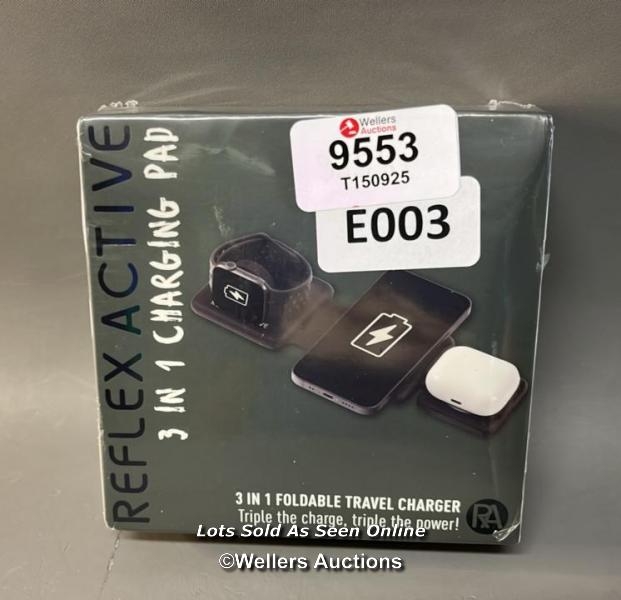 Wellers
Auctions
9553
T150925
E003
REFLEX ACTIVE
3 IN 1 CHARGING PAD
3 IN 1 FOLDABLE TRAVEL CHARGER
Triple the charge, triple the power!
RA
Lots Sold As Seen Online
©Wellers Auctions